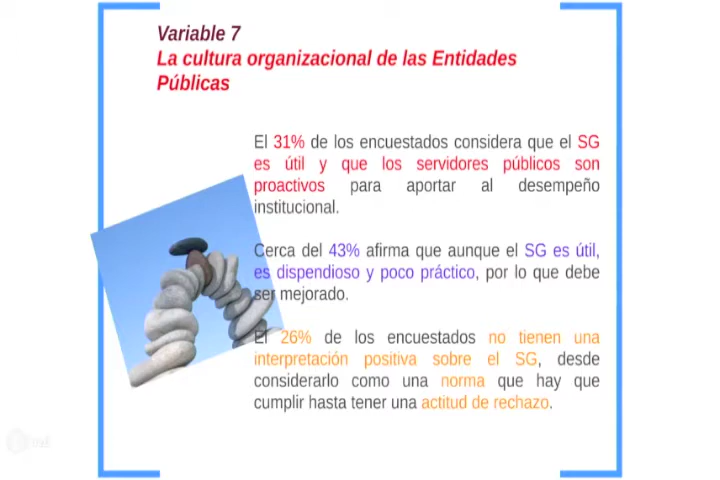 Variable 7
La cultura organizacional de las Entidades
Públicas
El 31% de los encuestados considera que el SG
es útil y que los servidores públicos son
proactivos para aportar al desempeño
institucional.
Cerca del 43% afirma que aunque el SG es útil,
es dispendioso y poco práctico, por lo que debe
ser mejorado.
El 26% de los encuestados no tienen una
interpretación positiva sobre el SG, desde
considerarlo como una norma que hay que
cumplir hasta tener una actitud de rechazo.